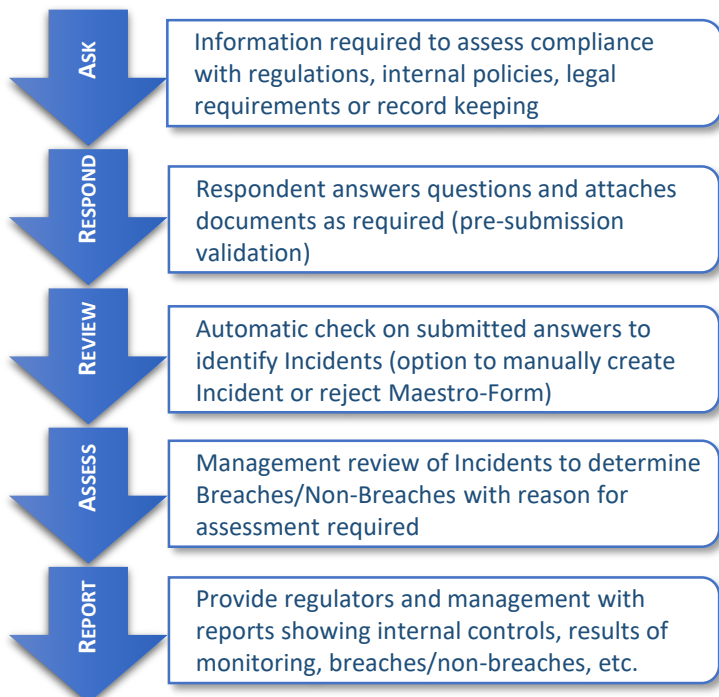 ASK
Information required to assess compliance
with regulations, internal policies, legal
requirements or record keeping
RESPOND
Respondent answers questions and attaches
documents as required (pre-submission
validation)
REVIEW
Automatic check on submitted answers to
identify Incidents (option to manually create
Incident or reject Maestro-Form)
ASSESS
Management review of Incidents to determine
Breaches/Non-Breaches with reason for
assessment required
REPORT
Provide regulators and management with
reports showing internal controls, results of
monitoring, breaches/non-breaches, etc.